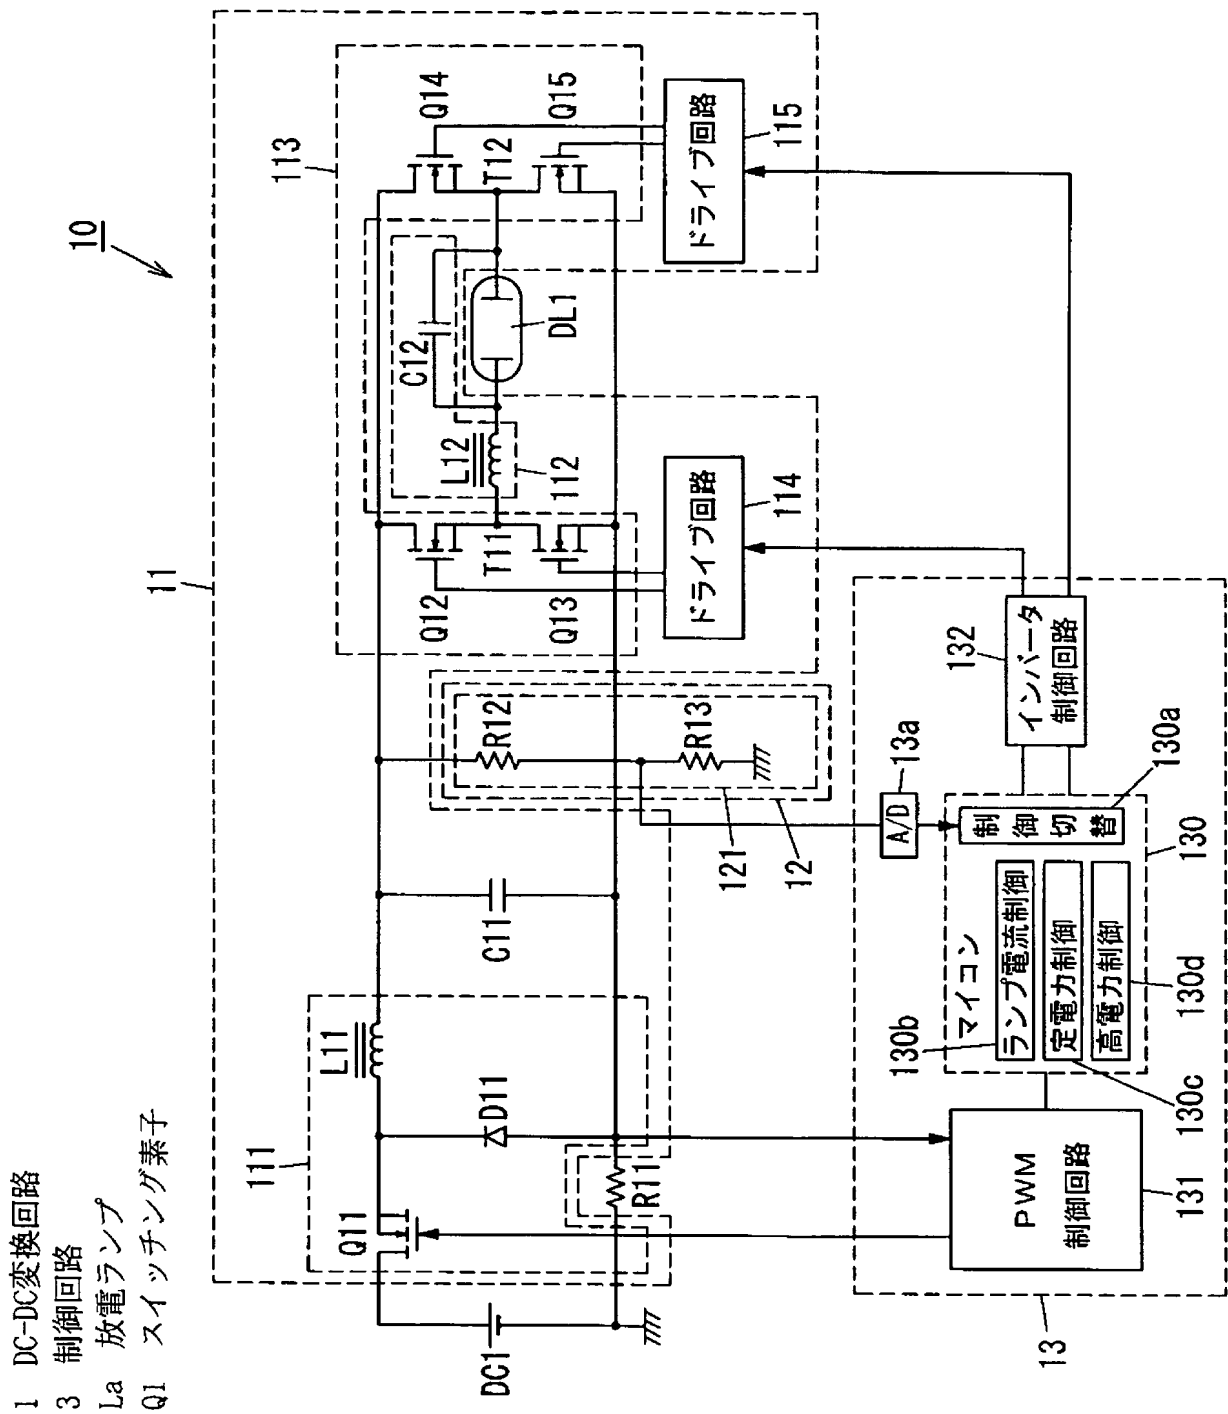 1 DC-DC変換回路
3 制御回路
La 放電ランプ
Q1 スイッチング素子
10
11
113
Q14
Q15
T12
C12
DL1
L12
112
Q12
T11
Q13
ドライブ回路
115
ドライブ回路
114
111
L11
Q11
D11
C11
R11
R12
R13
121
12
DC1
13a
A/D
132
インバータ
制御回路
130a
制御切替
130
マイコン
130b
ランプ電流制御
定電力制御
高電力制御
130c
130d
PWM
制御回路
131
13